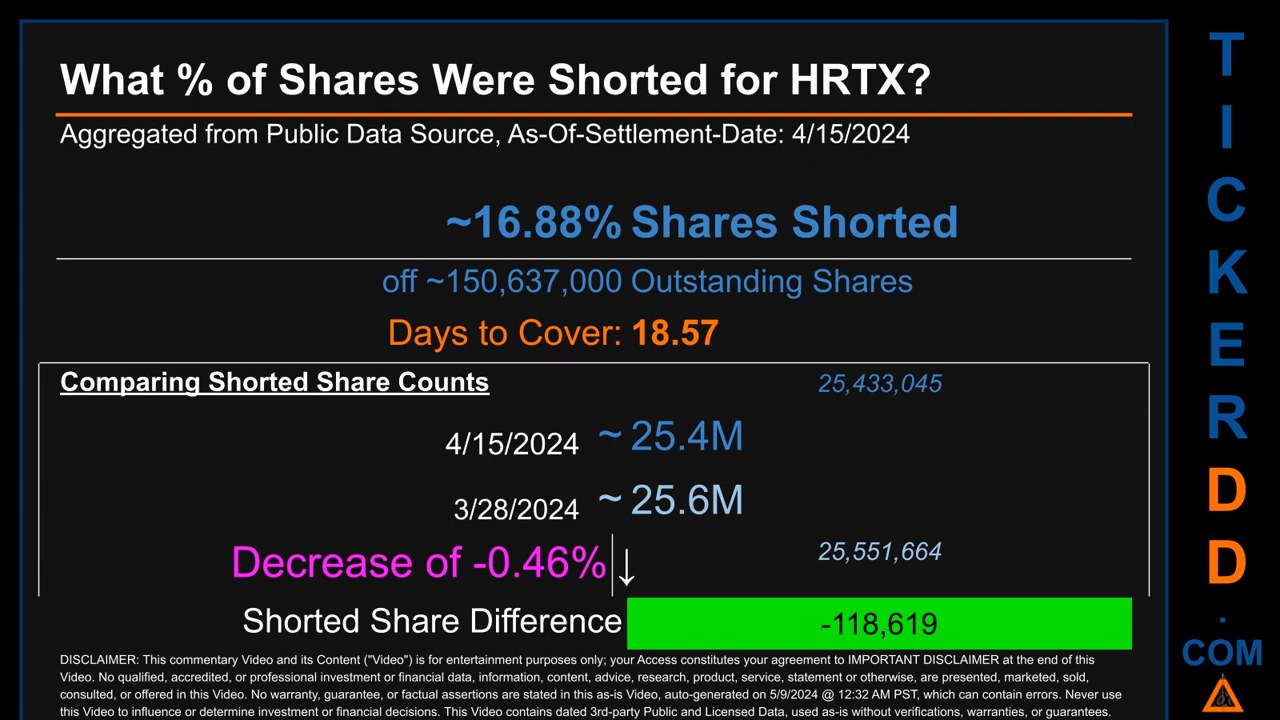 What % of Shares Were Shorted for HRTX?
Aggregated from Public Data Source, As-Of-Settlement-Date: 4/15/2024
~16.88% Shares Shorted
off ~150,637,000 Outstanding Shares
Days to Cover: 18.57
Comparing Shorted Share Counts
25,433,045
4/15/2024 ~ 25.4M
3/28/2024 ~ 25.6M
25,551,664
Decrease of -0.46% ↓
Shorted Share Difference -118,619
DISCLAIMER: This commentary Video and its Content ("Video") is for entertainment purposes only; your Access constitutes your agreement to IMPORTANT DISCLAIMER at the end of this
Video. No qualified, accredited, or professional investment or financial data, information, content, advice, research, product, service, statement or otherwise, are presented, marketed, sold,
consulted, or offered in this Video. No warranty, guarantee, or factual assertions are stated in this as-is Video, auto-generated on 5/9/2024 @ 12:32 AM PST, which can contain errors. Never use
this Video to influence or determine investment or financial decisions. This Video contains dated 3rd-party Public and Licensed Data, used as-is without verifications, warranties, or guarantees.
T
I
C
K
E
R
D
D
.
COM